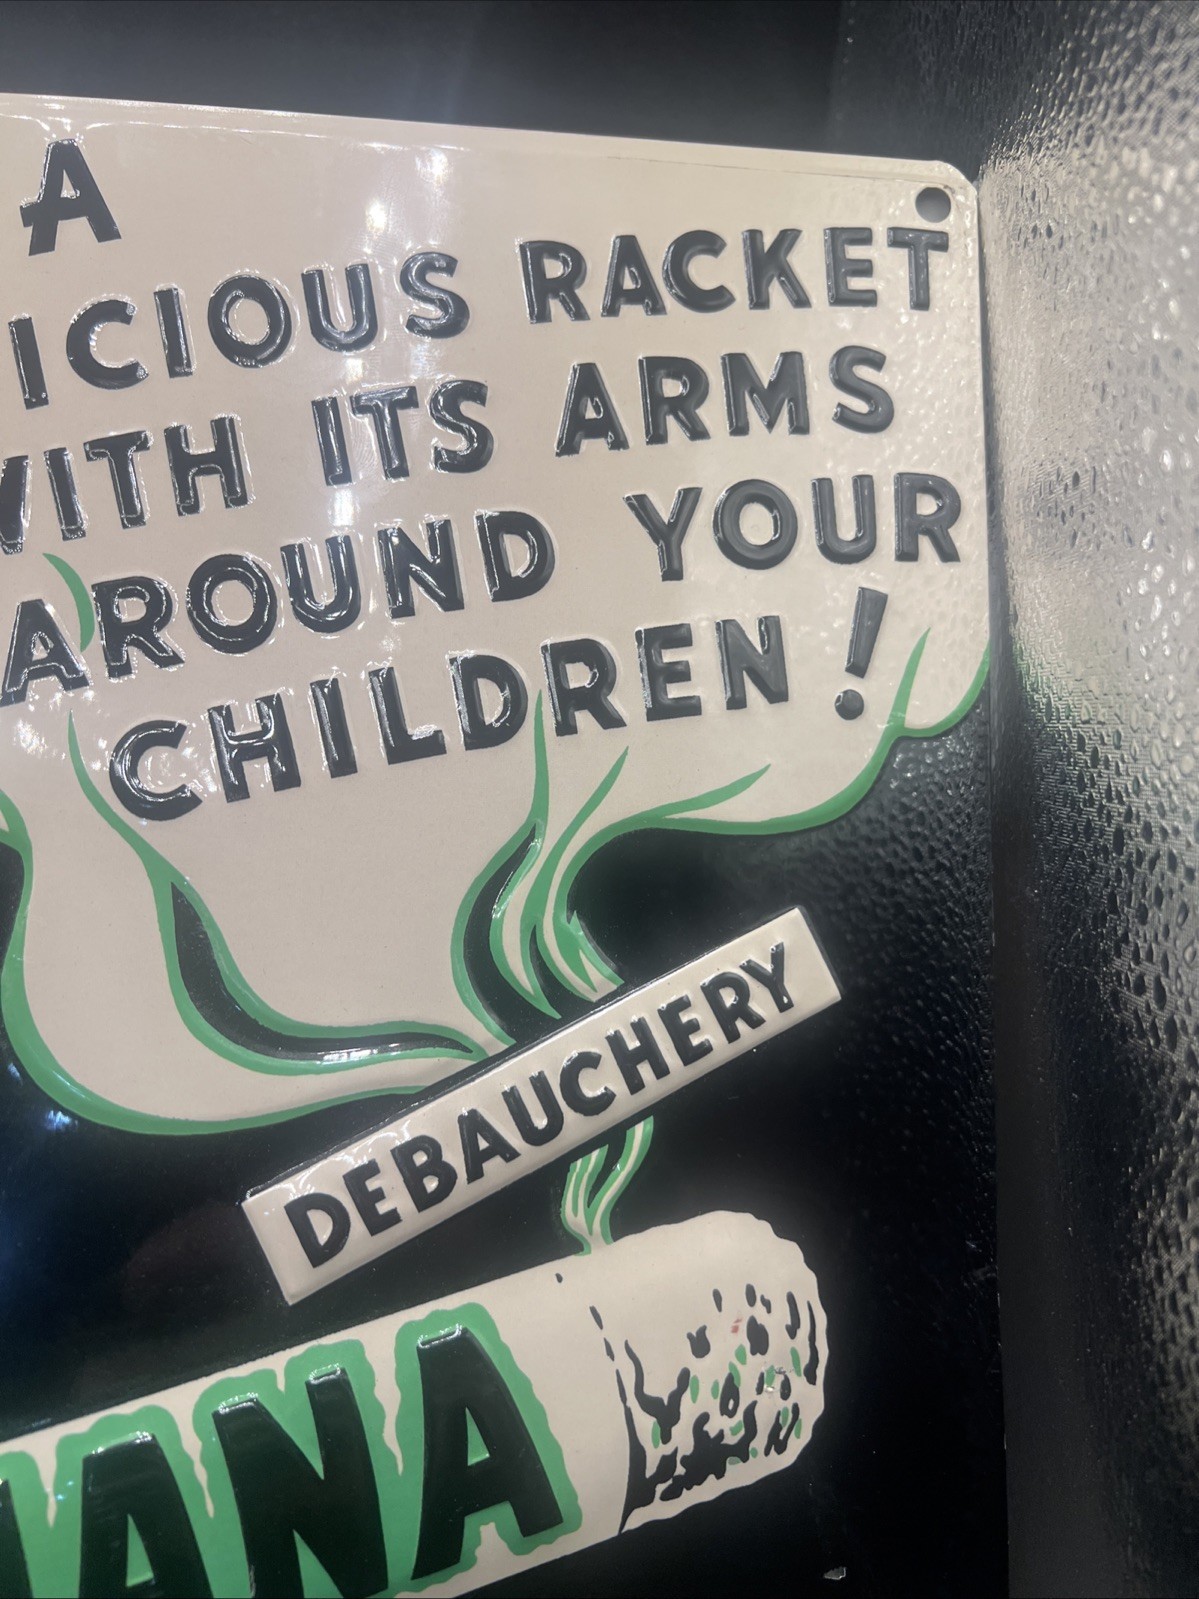 A
ICIOUS RACKET
WITH ITS ARMS
AROUND YOUR
CHILDREN!
DEBAUCHERY
ANA